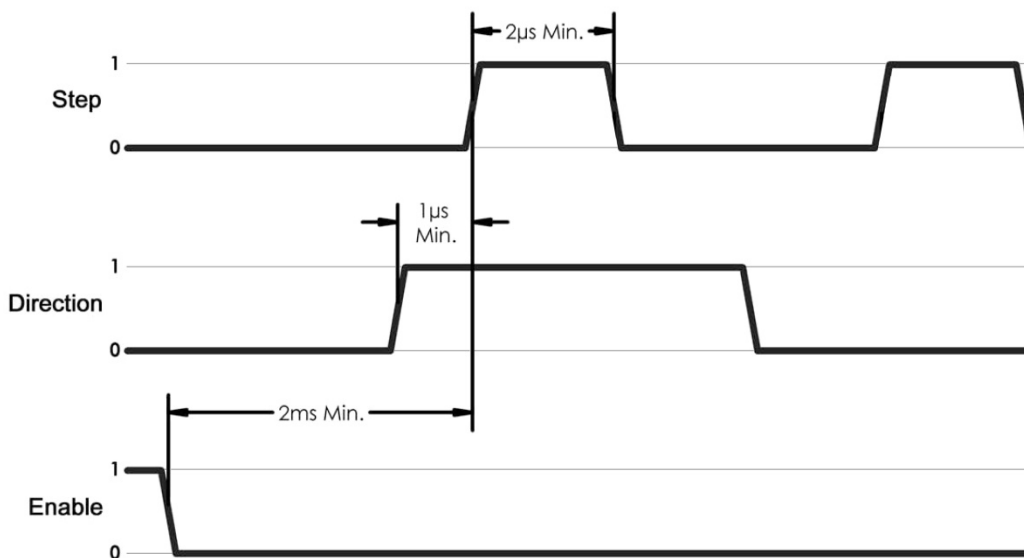 2µs Min.
1
Step
0
1µs
Min.
1
Direction
0
2ms Min.
1
Enable
0